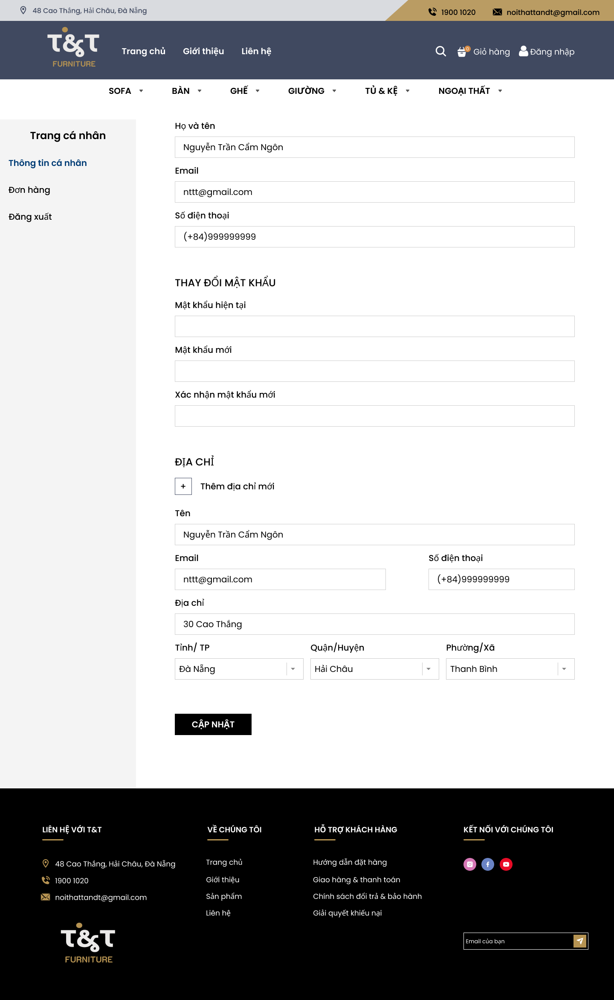 48 Cao Thắng, Hải Châu, Đà Nẵng
1900 1020
noithattandt@gmail.com
T&T
FURNITURE
Trang chủ
Giới thiệu
Liên hệ
0
Giỏ hàng
Đăng nhập
SOFA
BÀN
GHẾ
GIƯỜNG
TỦ & KỆ
NGOẠI THẤT
Trang cá nhân
Thông tin cá nhân
Đơn hàng
Đăng xuất
Họ và tên
Nguyễn Trần Cẩm Ngôn
Email
nttt@gmail.com
Số điện thoại
(+84)999999999
THAY ĐỔI MẬT KHẨU
Mật khẩu hiện tại
Mật khẩu mới
Xác nhận mật khẩu mới
ĐỊA CHỈ
+
Thêm địa chỉ mới
Tên
Nguyễn Trần Cẩm Ngôn
Email
Số điện thoại
nttt@gmail.com
(+84)999999999
Địa chỉ
30 Cao Thắng
Tỉnh/ TP
Quận/Huyện
Phường/Xã
Đà Nẵng
Hải Châu
Thanh Bình
CẬP NHẬT
LIÊN HỆ VỚI T&T
48 Cao Thắng, Hải Châu, Đà Nẵng
1900 1020
noithattandt@gmail.com
T&T
FURNITURE
VỀ CHÚNG TÔI
Trang chủ
Giới thiệu
Sản phẩm
Liên hệ
HỖ TRỢ KHÁCH HÀNG
Hướng dẫn đặt hàng
Giao hàng & thanh toán
Chính sách đổi trả & bảo hành
Giải quyết khiếu nại
KẾT NỐI VỚI CHÚNG TÔI
Email của bạn